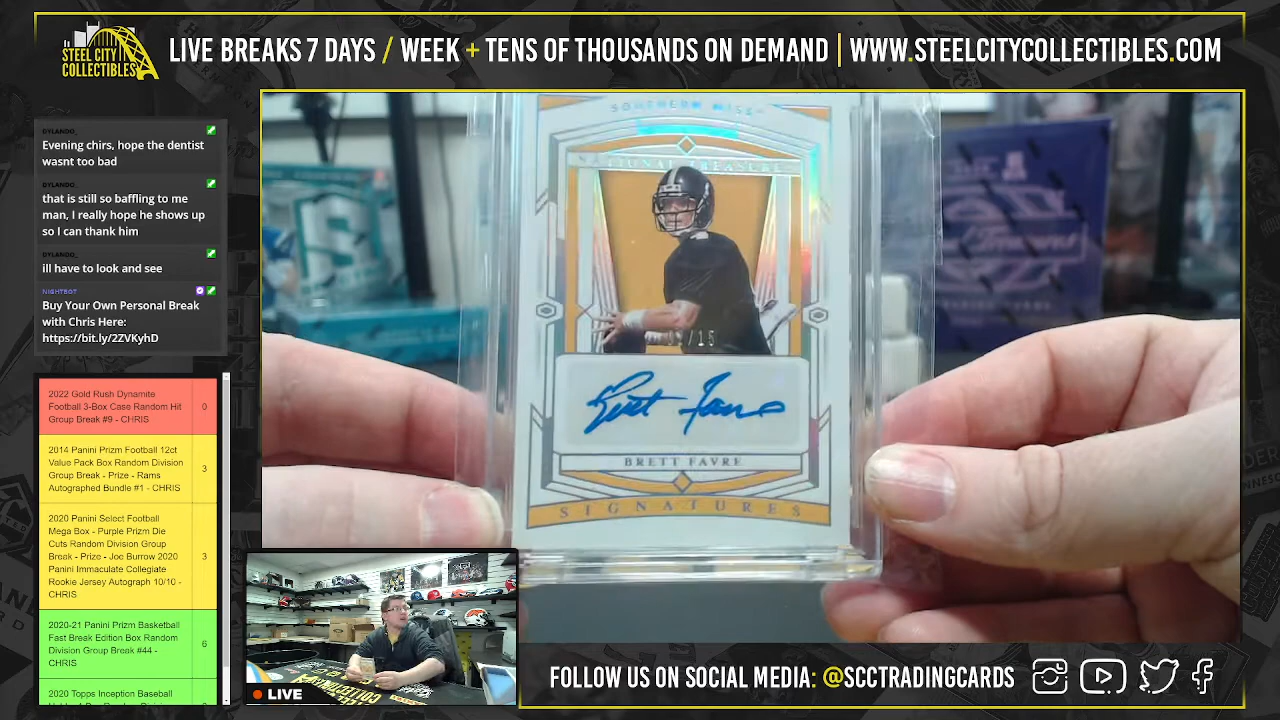 STEEL CITY
COLLECTIBLES
LIVE BREAKS 7 DAYS / WEEK + TENS OF THOUSANDS ON DEMAND | WWW.STEELCITYCOLLECTIBLES.COM
DYLANDO_
Evening chirs, hope the dentist
wasnt too bad
DYLANDO_
that is still so baffling to me
man, I really hope he shows up
so I can thank him
DYLANDO_
ill have to look and see
NIGHTBOT
Buy Your Own Personal Break
with Chris Here:
https://bit.ly/2ZVKyhD
2022 Gold Rush Dynamite
Football 3-Box Case Random Hit
Group Break #9 - CHRIS
0
2014 Panini Prizm Football 12ct
Value Pack Box Random Division
Group Break - Prize - Rams
Autographed Bundle #1 - CHRIS
3
2020 Panini Select Football
Mega Box - Purple Prizm Die
Cuts Random Division Group
Break - Prize - Joe Burrow 2020
Panini Immaculate Collegiate
Rookie Jersey Autograph 10/10 -
CHRIS
3
2020-21 Panini Prizm Basketball
Fast Break Edition Box Random
Division Group Break #44 -
CHRIS
6
2020 Topps Inception Baseball
SOUTHERN MISS
NATIONAL TREASURES
/15
Brett Favre
BRETT FAVRE
SIGNATURES
LIVE
FOLLOW US ON SOCIAL MEDIA: @SCCTRADINGCARDS